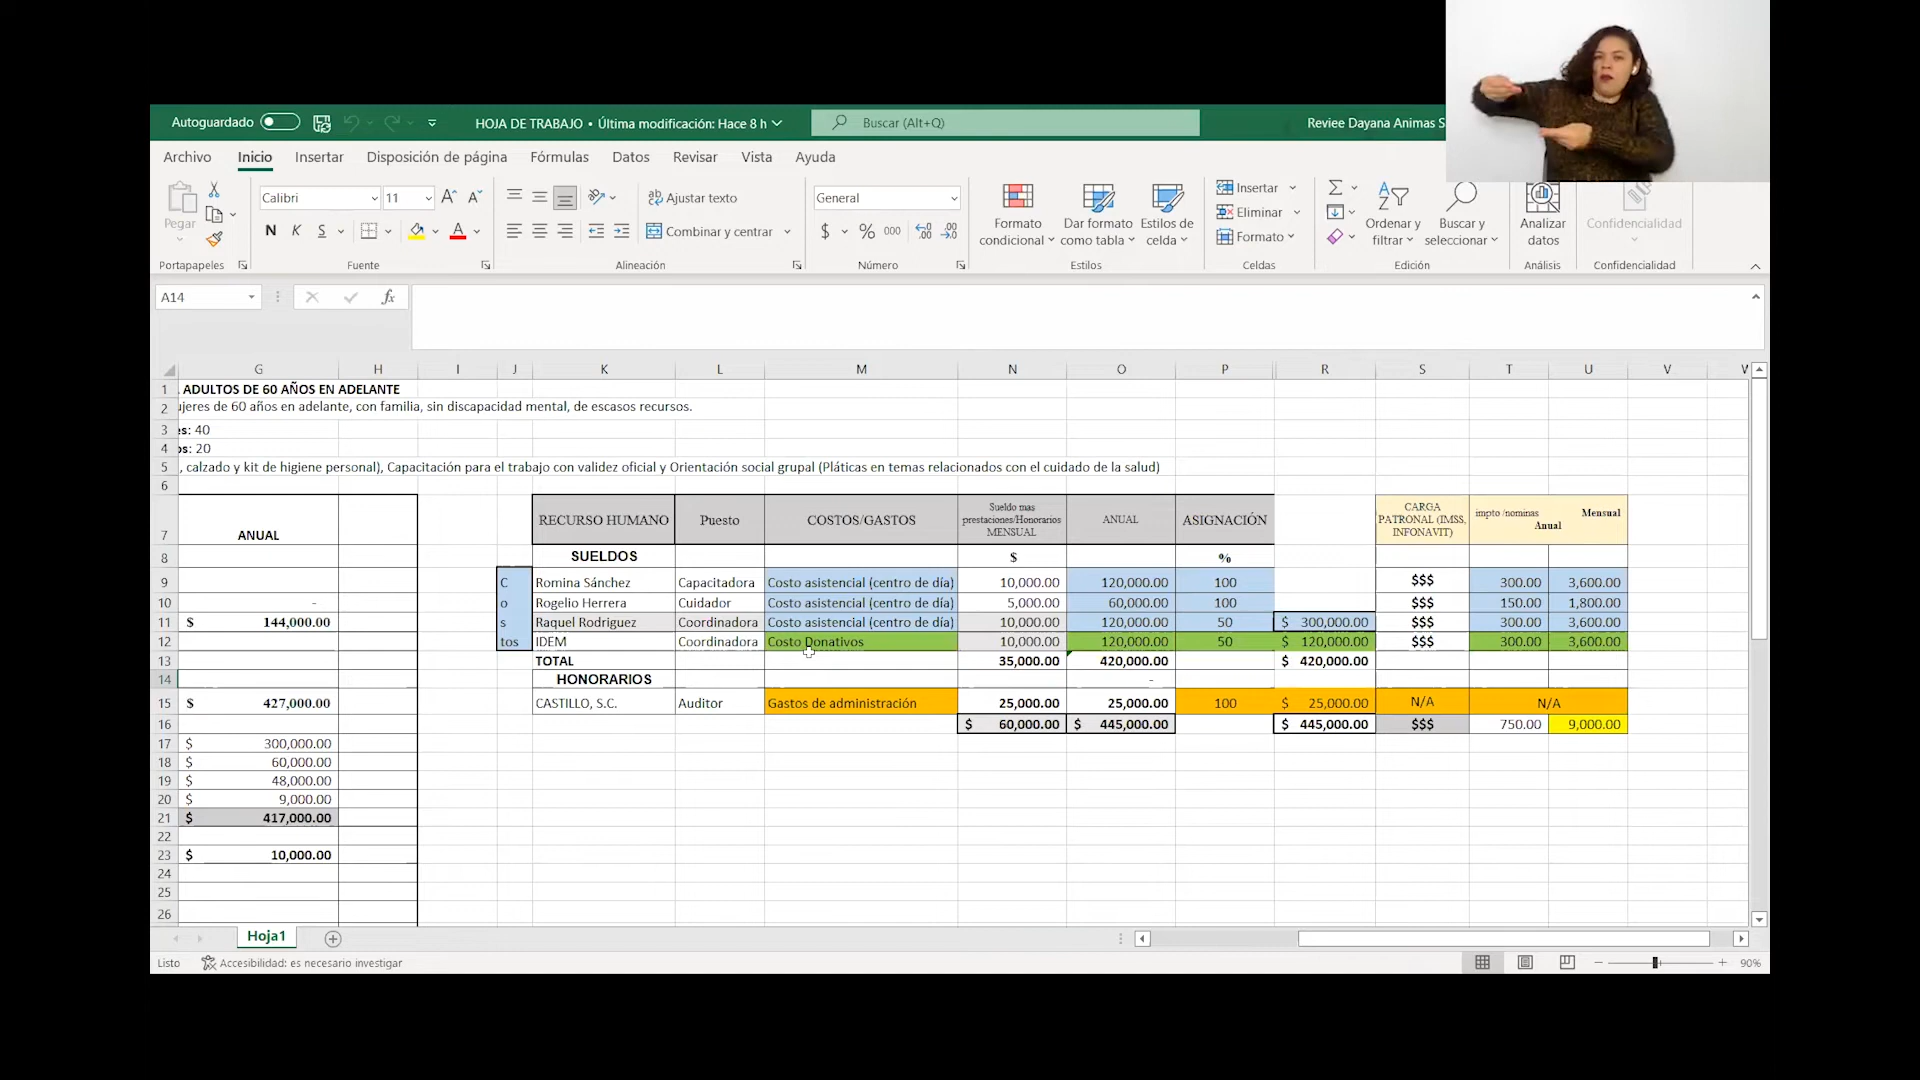 Autoguardado
HOJA DE TRABAJO • Última modificación: Hace 8 h
Buscar (Alt+Q)
Reviee Dayana Animas S
Archivo Inicio Insertar Disposición de página Fórmulas Datos Revisar Vista Ayuda
Pegar
Portapapeles
Calibri 11
N K S
Fuente
Ajustar texto
Combinar y centrar
Alineación
General
$ % 000
Número
Formato condicional
Dar formato como tabla
Estilos de celda
Estilos
Insertar
Eliminar
Formato
Celdas
Ordenar y filtrar
Buscar y seleccionar
Edición
Analizar datos
Análisis
Confidencialidad
Confidencialidad
A14 fx
G H I J K L M N O P R S T U V
1 ADULTOS DE 60 AÑOS EN ADELANTE
2 ujeres de 60 años en adelante, con familia, sin discapacidad mental, de escasos recursos.
3 es: 40
4 os: 20
5 , calzado y kit de higiene personal), Capacitación para el trabajo con validez oficial y Orientación social grupal (Pláticas en temas relacionados con el cuidado de la salud)
6
7 ANUAL RECURSO HUMANO Puesto COSTOS/GASTOS Sueldo mas prestaciones/Honorarios MENSUAL ANUAL ASIGNACIÓN CARGA PATRONAL (IMSS, INFONAVIT) impto /nominas Anual Mensual
8 SUELDOS $ %
9 C Romina Sánchez Capacitadora Costo asistencial (centro de día) 10,000.00 120,000.00 100 $$$ 300.00 3,600.00
10 - o Rogelio Herrera Cuidador Costo asistencial (centro de día) 5,000.00 60,000.00 100 $$$ 150.00 1,800.00
11 $ 144,000.00 s Raquel Rodriguez Coordinadora Costo asistencial (centro de día) 10,000.00 120,000.00 50 $ 300,000.00 $$$ 300.00 3,600.00
12 tos IDEM Coordinadora Costo Donativos 10,000.00 120,000.00 50 $ 120,000.00 $$$ 300.00 3,600.00
13 TOTAL 35,000.00 420,000.00 $ 420,000.00
14 HONORARIOS -
15 $ 427,000.00 CASTILLO, S.C. Auditor Gastos de administración 25,000.00 25,000.00 100 $ 25,000.00 N/A N/A
16 $ 60,000.00 $ 445,000.00 $ 445,000.00 $$$ 750.00 9,000.00
17 $ 300,000.00
18 $ 60,000.00
19 $ 48,000.00
20 $ 9,000.00
21 $ 417,000.00
22
23 $ 10,000.00
24
25
26
Hoja1
Listo Accesibilidad: es necesario investigar 90%